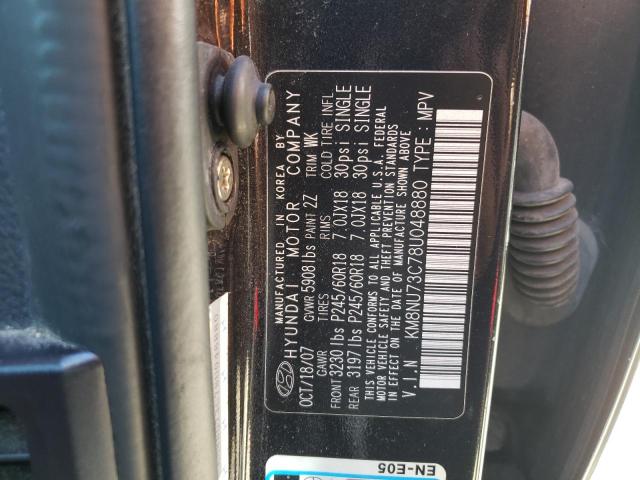 MANUFACTURED IN KOREA BY
HYUNDAI MOTOR COMPANY
OCT/18/07 GVWR 5908lbs PAINT 2Z TRIM WK
GAWR TIRES RIMS COLD TIRE INFL
FRONT 3230 lbs P245/60R18 7.0JX18 30psi SINGLE
REAR 3197 lbs P245/60R18 7.0JX18 30psi SINGLE
THIS VEHICLE CONFORMS TO ALL APPLICABLE U.S.A. FEDERAL
MOTOR VEHICLE SAFETY AND THEFT PREVENTION STANDARDS
IN EFFECT ON THE DATE OF MANUFACTURE SHOWN ABOVE
V.I.N KM8NU73C78U048880 TYPE: MPV
EN-E05